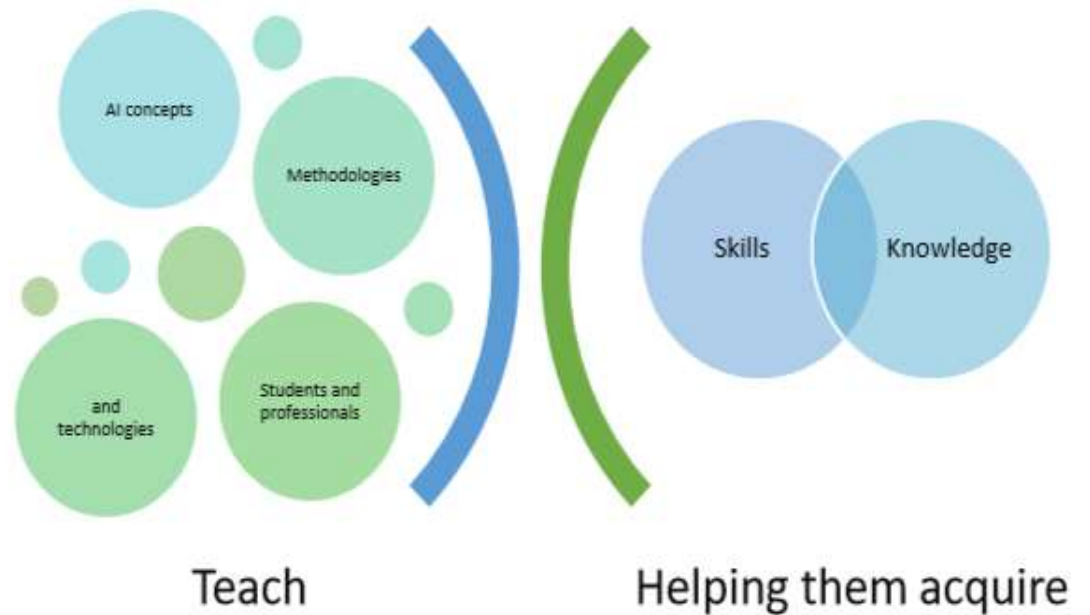 AI concepts
Methodologies
and
technologies
Students and
professionals
Skills
Knowledge
Teach
Helping them acquire